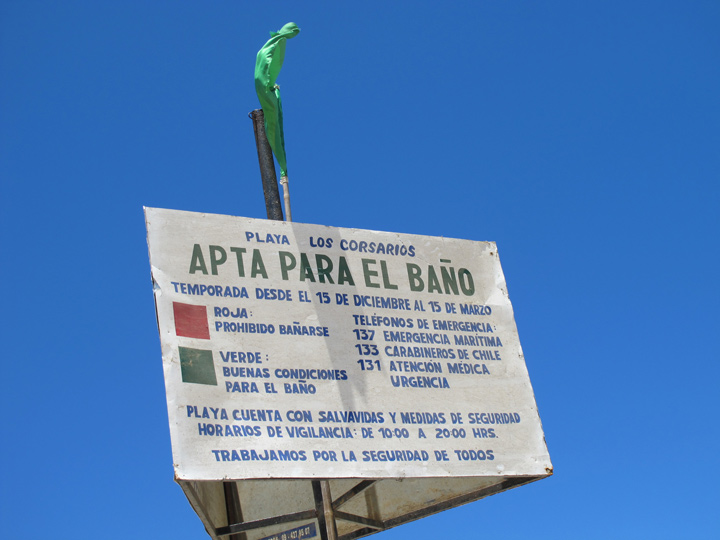 PLAYA LOS CORSARIOS
APTA PARA EL BAÑO
TEMPORADA DESDE EL 15 DE DICIEMBRE AL 15 DE MARZO
ROJA:
PROHIBIDO BAÑARSE
VERDE:
BUENAS CONDICIONES
PARA EL BAÑO
TELÉFONOS DE EMERGENCIA:
137 EMERGENCIA MARÍTIMA
133 CARABINEROS DE CHILE
131 ATENCIÓN MÉDICA
URGENCIA
PLAYA CUENTA CON SALVAVIDAS Y MEDIDAS DE SEGURIDAD
HORARIOS DE VIGILANCIA: DE 10:00 A 20:00 HRS.
TRABAJAMOS POR LA SEGURIDAD DE TODOS